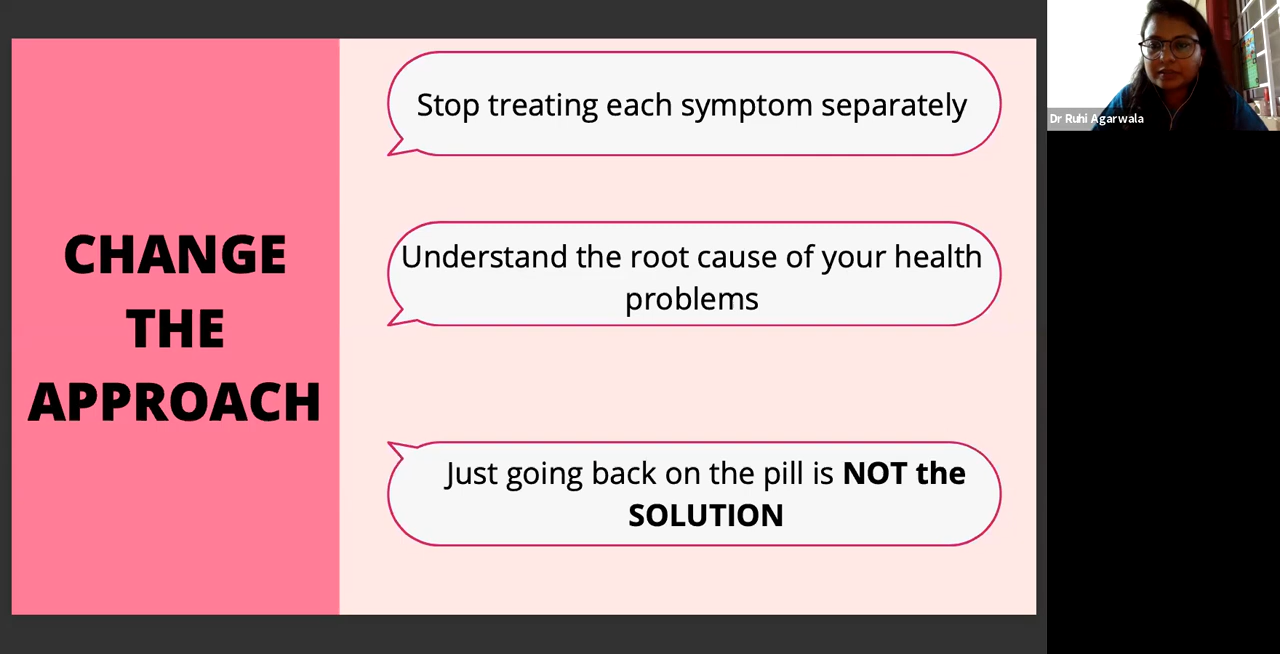 CHANGE
THE
APPROACH
Stop treating each symptom separately
Understand the root cause of your health
problems
Just going back on the pill is NOT the
SOLUTION
Dr Ruhi Agarwala